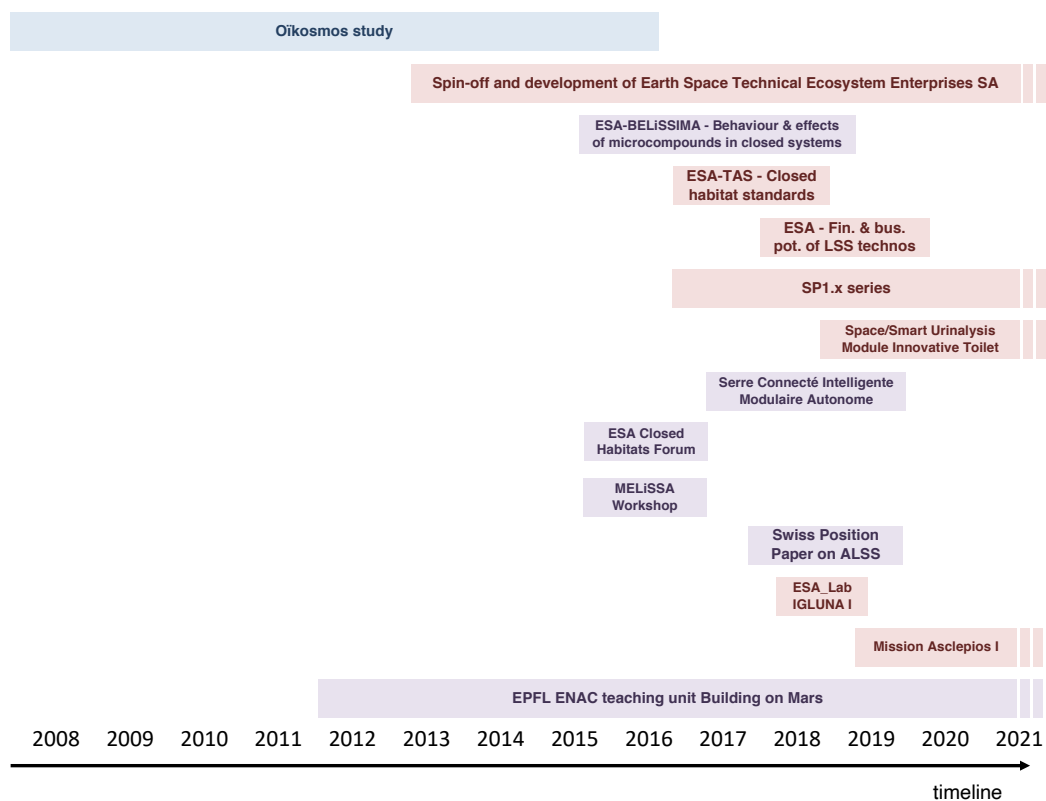 Oïkosmos study
Spin-off and development of Earth Space Technical Ecosystem Enterprises SA
ESA-BELiSSIMA - Behaviour & effects
of microcompounds in closed systems
ESA-TAS - Closed
habitat standards
ESA - Fin. & bus.
pot. of LSS technos
SP1.x series
Space/Smart Urinalysis
Module Innovative Toilet
Serre Connecté Intelligente
Modulaire Autonome
ESA Closed
Habitats Forum
MELiSSA
Workshop
Swiss Position
Paper on ALSS
ESA_Lab
IGLUNA I
Mission Asclepios I
EPFL ENAC teaching unit Building on Mars
2008 2009 2010 2011 2012 2013 2014 2015 2016 2017 2018 2019 2020 2021
timeline